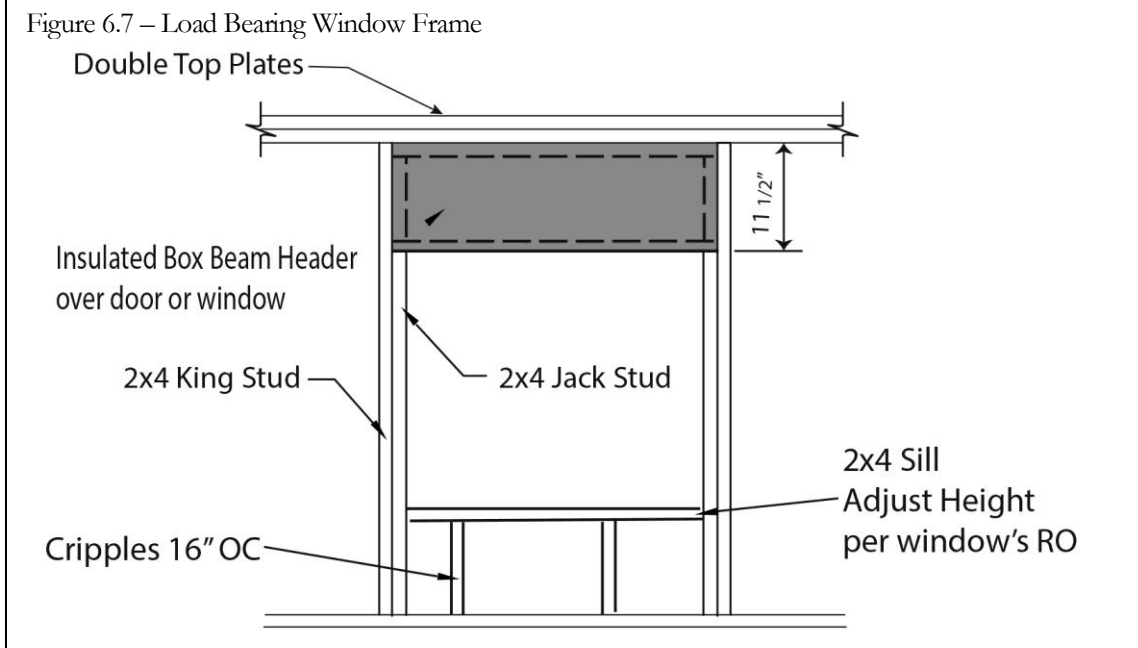 Figure 6.7 – Load Bearing Window Frame
Double Top Plates
11 1/2"
Insulated Box Beam Header
over door or window
2x4 King Stud
2x4 Jack Stud
2x4 Sill
Adjust Height
per window's RO
Cripples 16" OC